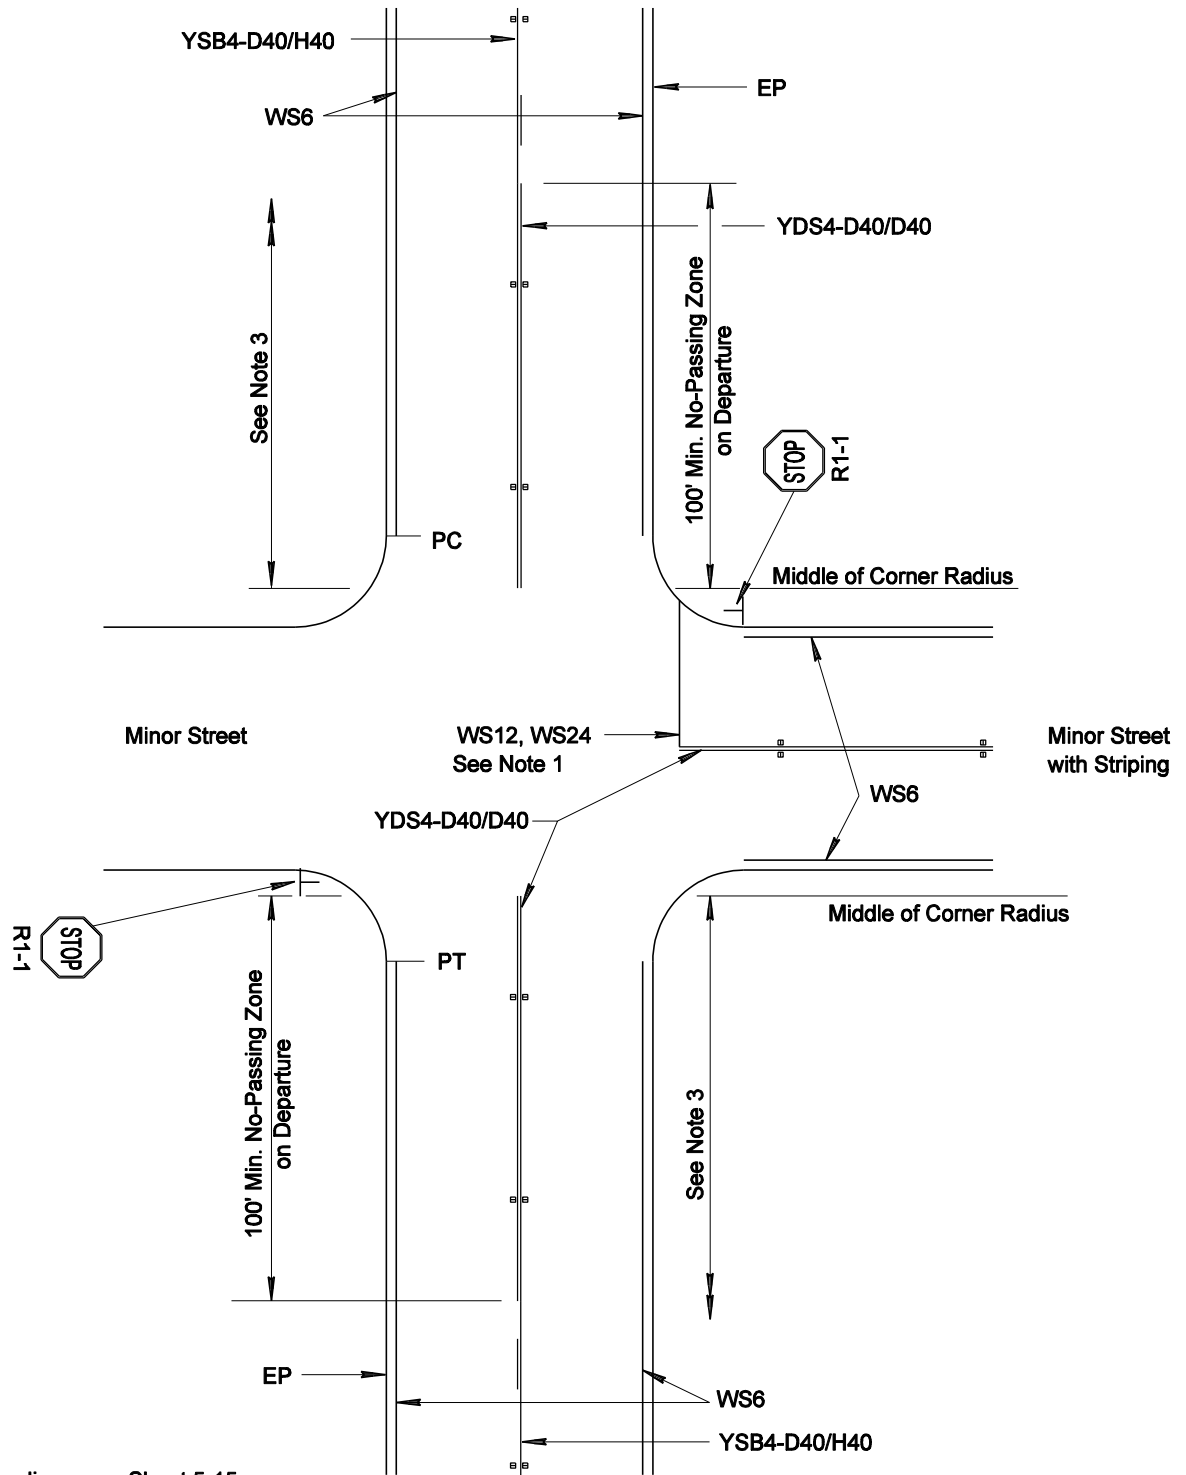 YSB4-D40/H40
EP
WS6
YDS4-D40/D40
See Note 3
100' Min. No-Passing Zone
on Departure
STOP
R1-1
PC
Middle of Corner Radius
Minor Street
WS12, WS24
See Note 1
Minor Street
with Striping
WS6
YDS4-D40/D40
Middle of Corner Radius
STOP
R1-1
PT
100' Min. No-Passing Zone
on Departure
See Note 3
EP
WS6
YSB4-D40/H40
Sheet 5-15